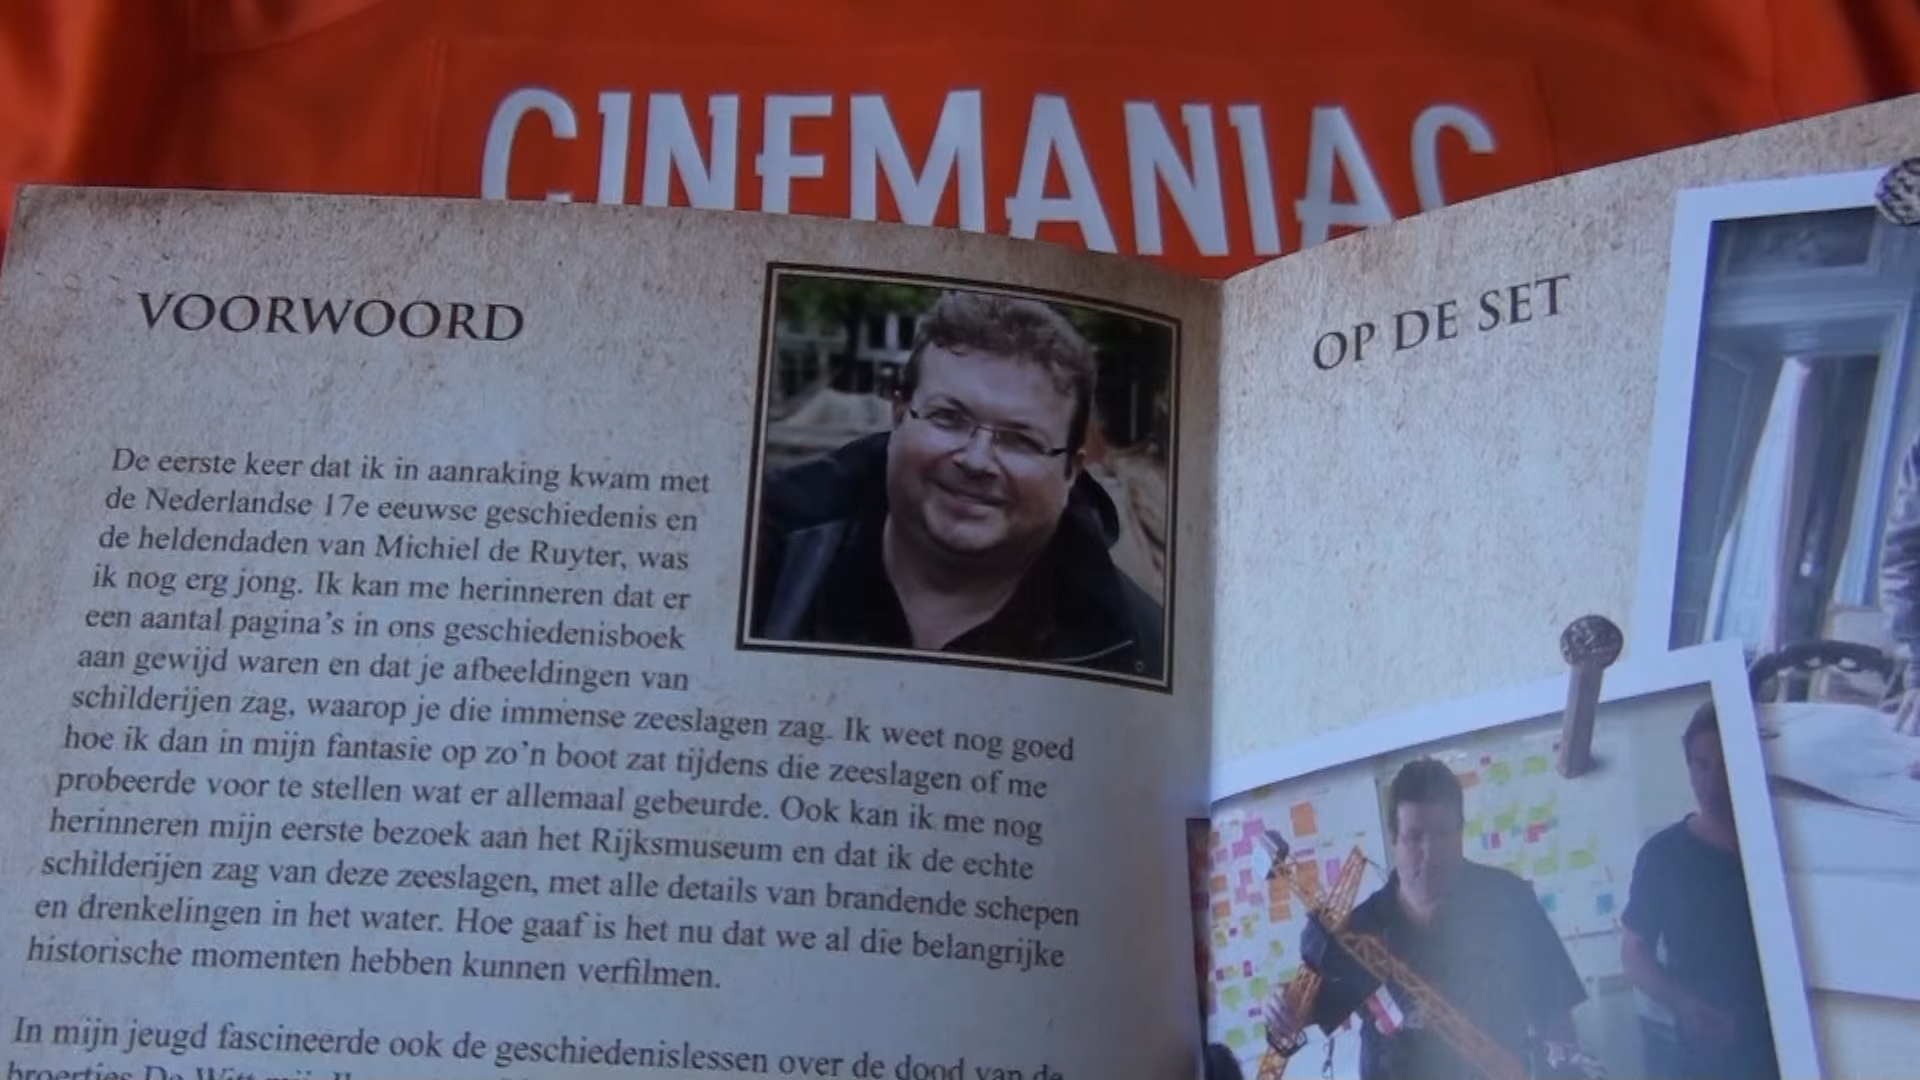 CINEMANIAC
VOORWOORD
De eerste keer dat ik in aanraking kwam met
de Nederlandse 17e eeuwse geschiedenis en
de heldendaden van Michiel de Ruyter, was
ik nog erg jong. Ik kan me herinneren dat er
een aantal pagina's in ons geschiedenisboek
aan gewijd waren en dat je afbeeldingen van
schilderijen zag, waarop je die immense zeeslagen zag. Ik weet nog goed
hoe ik dan in mijn fantasie op zo'n boot zat tijdens die zeeslagen of me
probeerde voor te stellen wat er allemaal gebeurde. Ook kan ik me nog
herinneren mijn eerste bezoek aan het Rijksmuseum en dat ik de echte
schilderijen zag van deze zeeslagen, met alle details van brandende schepen
en drenkelingen in het water. Hoe gaaf is het nu dat we al die belangrijke
historische momenten hebben kunnen verfilmen.
In mijn jeugd fascineerde ook de geschiedenislessen over de dood van de
broertjes De Witt
OP DE SET